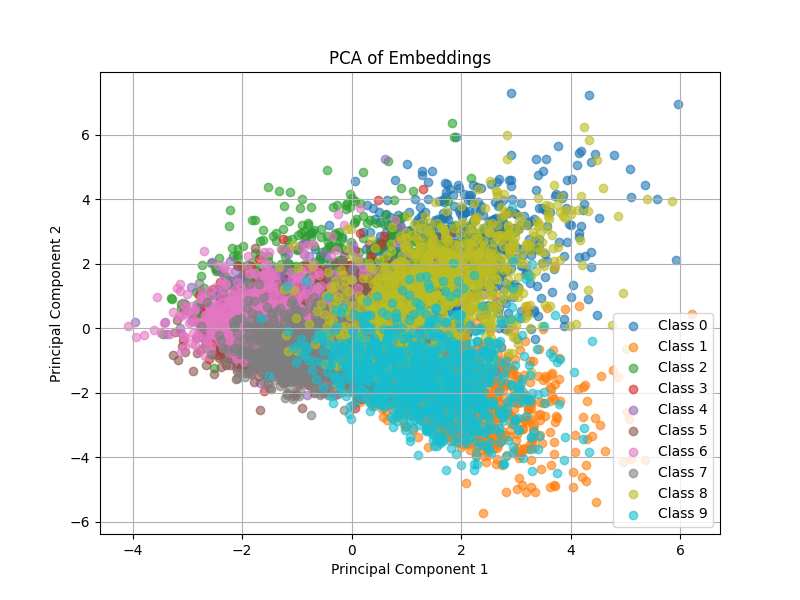 PCA of Embeddings
Principal Component 2
6
4
2
0
−2
−4
−6
−4
−2
0
2
4
6
Principal Component 1
Class 0
Class 1
Class 2
Class 3
Class 4
Class 5
Class 6
Class 7
Class 8
Class 9